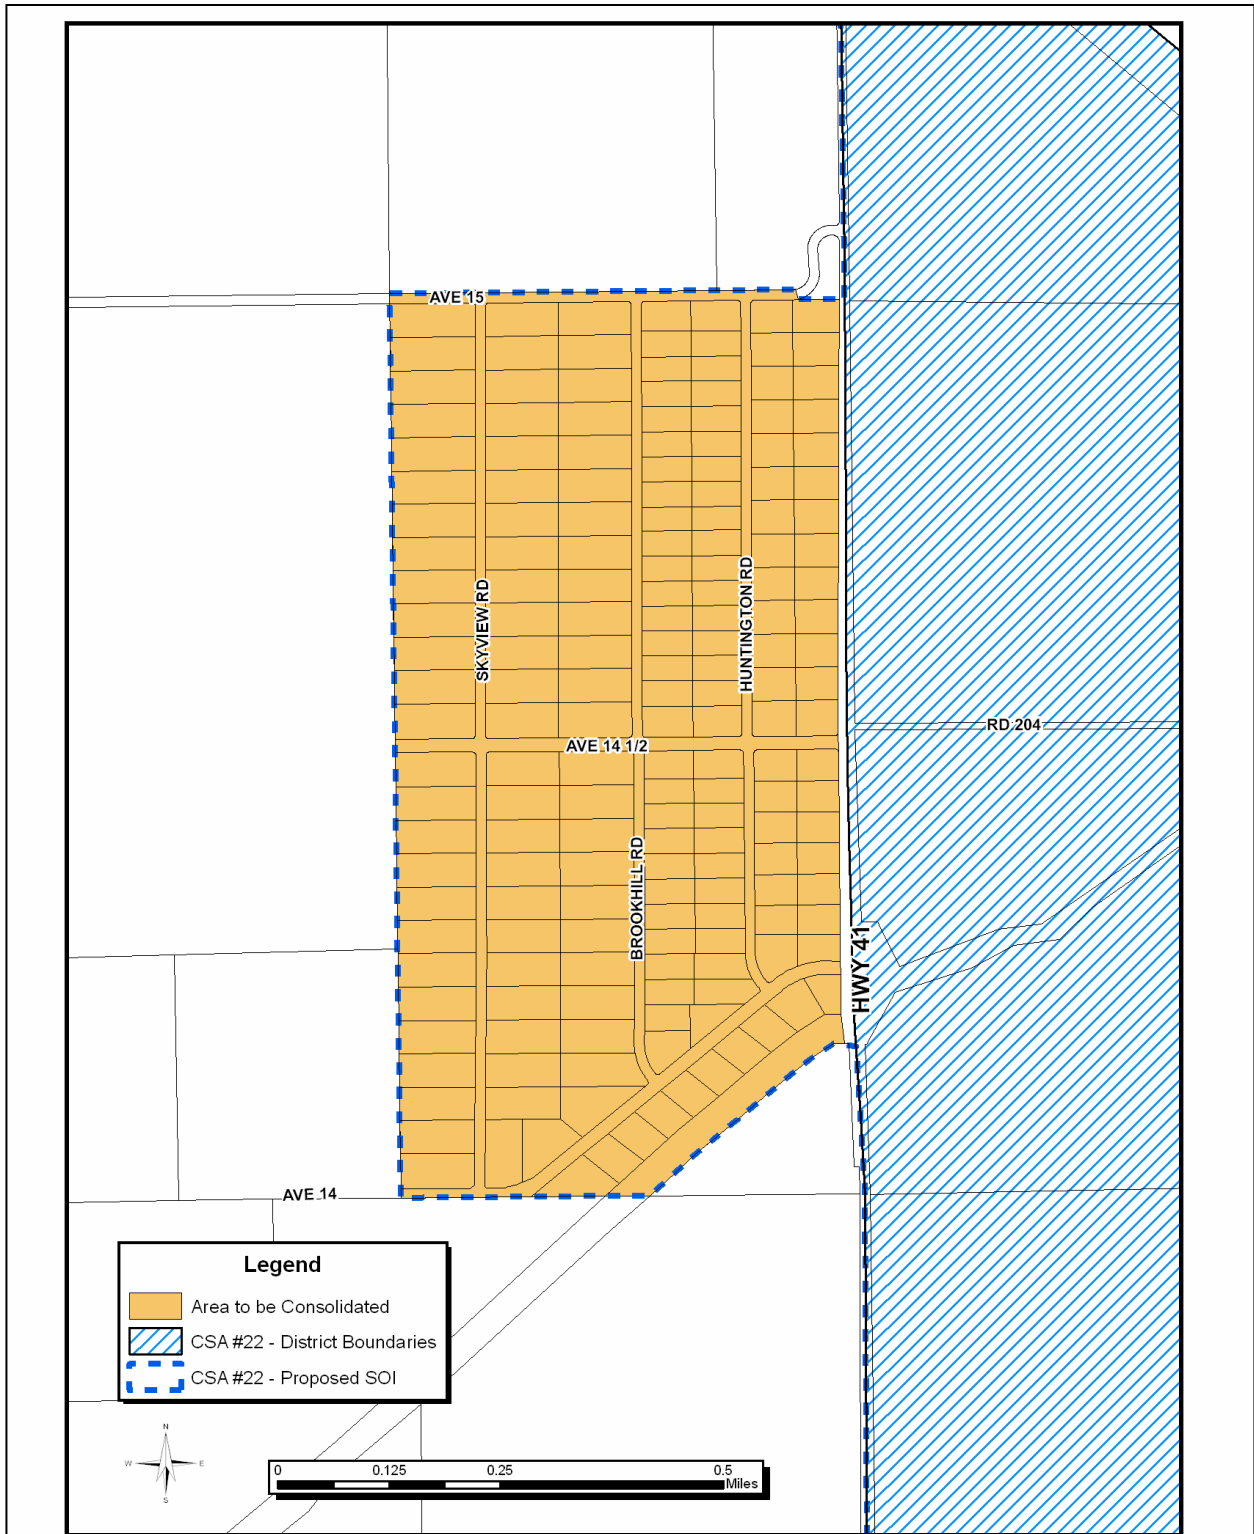 AVE 15
SKYVIEW RD
HUNTINGTON RD
RD 204
AVE 14 1/2
BROOKHILL RD
HWY 41
AVE 14
Legend
Area to be Consolidated
CSA #22 - District Boundaries
CSA #22 - Proposed SOI
N
W E
S
0 0.125 0.25 0.5
Miles